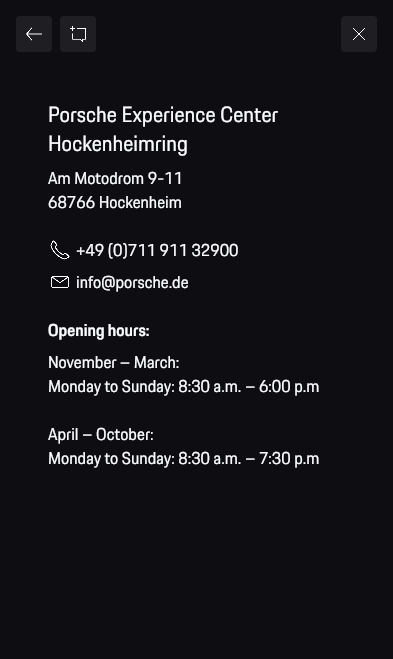 Porsche Experience Center
Hockenheimring
Am Motodrom 9-11
68766 Hockenheim
+49 (0)711 911 32900
info@porsche.de
Opening hours:
November – March:
Monday to Sunday: 8:30 a.m. – 6:00 p.m
April – October:
Monday to Sunday: 8:30 a.m. – 7:30 p.m